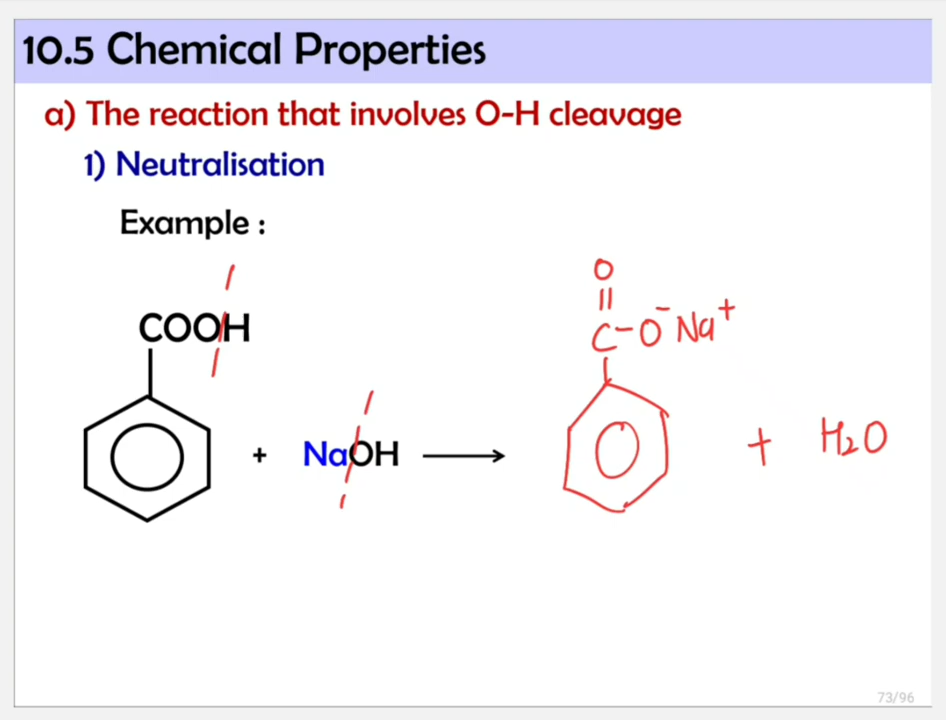 10.5 Chemical Properties
a) The reaction that involves O-H cleavage
1) Neutralisation
Example :
O
COOH
C-O⁻Na⁺
+ NaOH ⟶ + H₂O
73/96